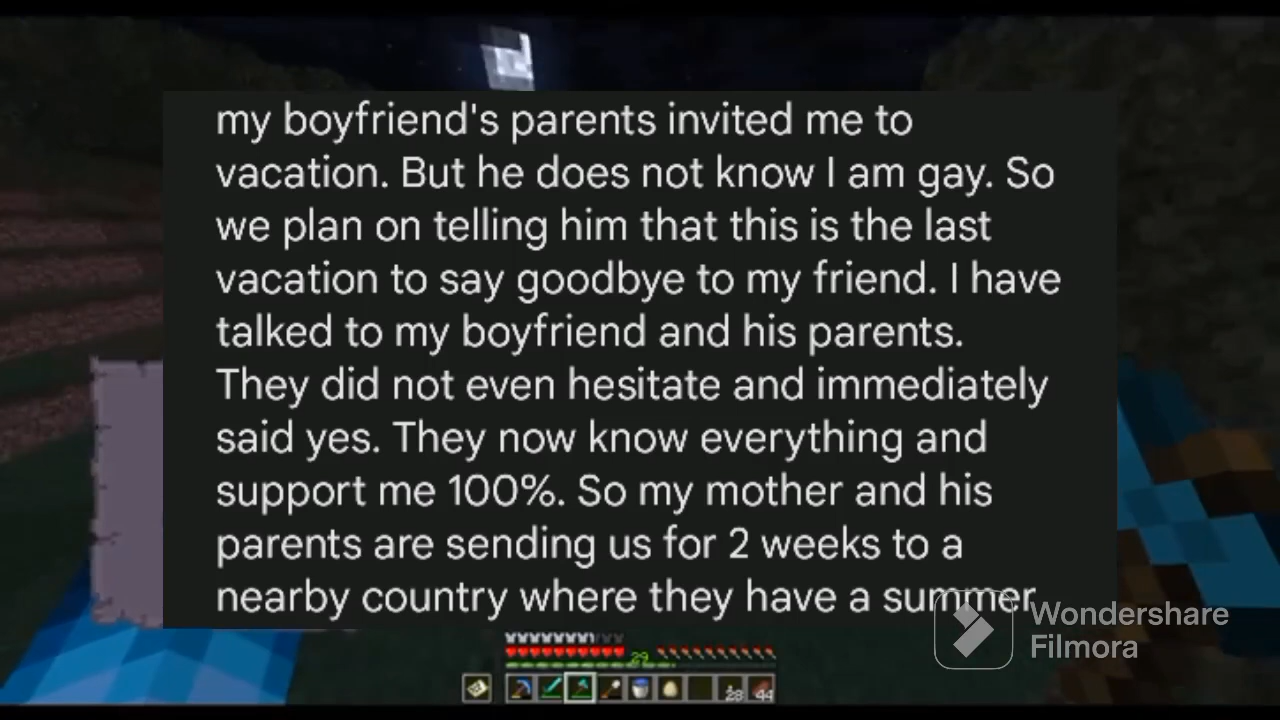 my boyfriend's parents invited me to
vacation. But he does not know I am gay. So
we plan on telling him that this is the last
vacation to say goodbye to my friend. I have
talked to my boyfriend and his parents.
They did not even hesitate and immediately
said yes. They now know everything and
support me 100%. So my mother and his
parents are sending us for 2 weeks to a
nearby country where they have a summer
Wondershare
Filmora
29
28
44